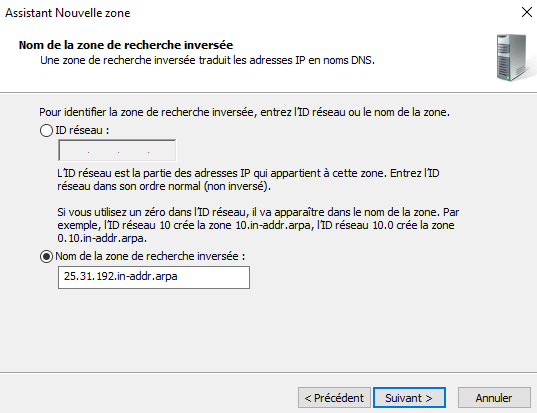 Assistant Nouvelle zone
Nom de la zone de recherche inversée
Une zone de recherche inversée traduit les adresses IP en noms DNS.
Pour identifier la zone de recherche inversée, entrez l'ID réseau ou le nom de la zone.
ID réseau :
. . .
L'ID réseau est la partie des adresses IP qui appartient à cette zone. Entrez l'ID
réseau dans son ordre normal (non inversé).
Si vous utilisez un zéro dans l'ID réseau, il va apparaître dans le nom de la zone. Par
exemple, l'ID réseau 10 crée la zone 10.in-addr.arpa, l'ID réseau 10.0 crée la zone
0.10.in-addr.arpa.
Nom de la zone de recherche inversée :
25.31.192.in-addr.arpa
< Précédent Suivant > Annuler